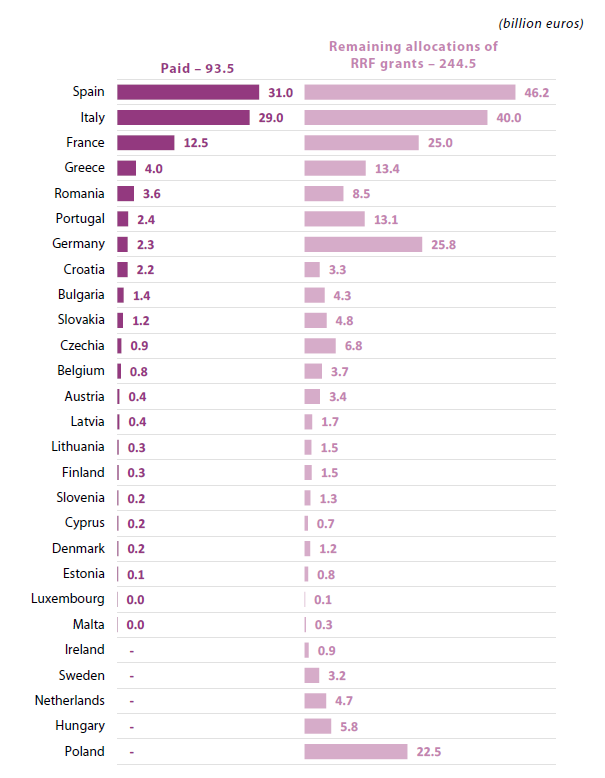 (billion euros)
Remaining allocations of
RRF grants – 244.5
Paid – 93.5
Spain 31.0 46.2
Italy 29.0 40.0
France 12.5 25.0
Greece 4.0 13.4
Romania 3.6 8.5
Portugal 2.4 13.1
Germany 2.3 25.8
Croatia 2.2 3.3
Bulgaria 1.4 4.3
Slovakia 1.2 4.8
Czechia 0.9 6.8
Belgium 0.8 3.7
Austria 0.4 3.4
Latvia 0.4 1.7
Lithuania 0.3 1.5
Finland 0.3 1.5
Slovenia 0.2 1.3
Cyprus 0.2 0.7
Denmark 0.2 1.2
Estonia 0.1 0.8
Luxembourg 0.0 0.1
Malta 0.0 0.3
Ireland - 0.9
Sweden - 3.2
Netherlands - 4.7
Hungary - 5.8
Poland - 22.5